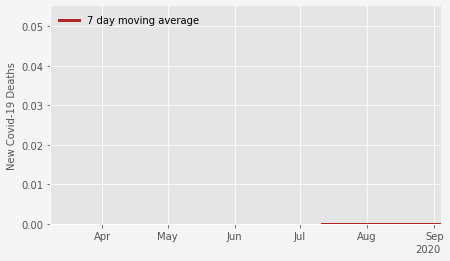 7 day moving average
New Covid-19 Deaths
0.05
0.04
0.03
0.02
0.01
0.00
Apr
May
Jun
Jul
Aug
Sep
2020